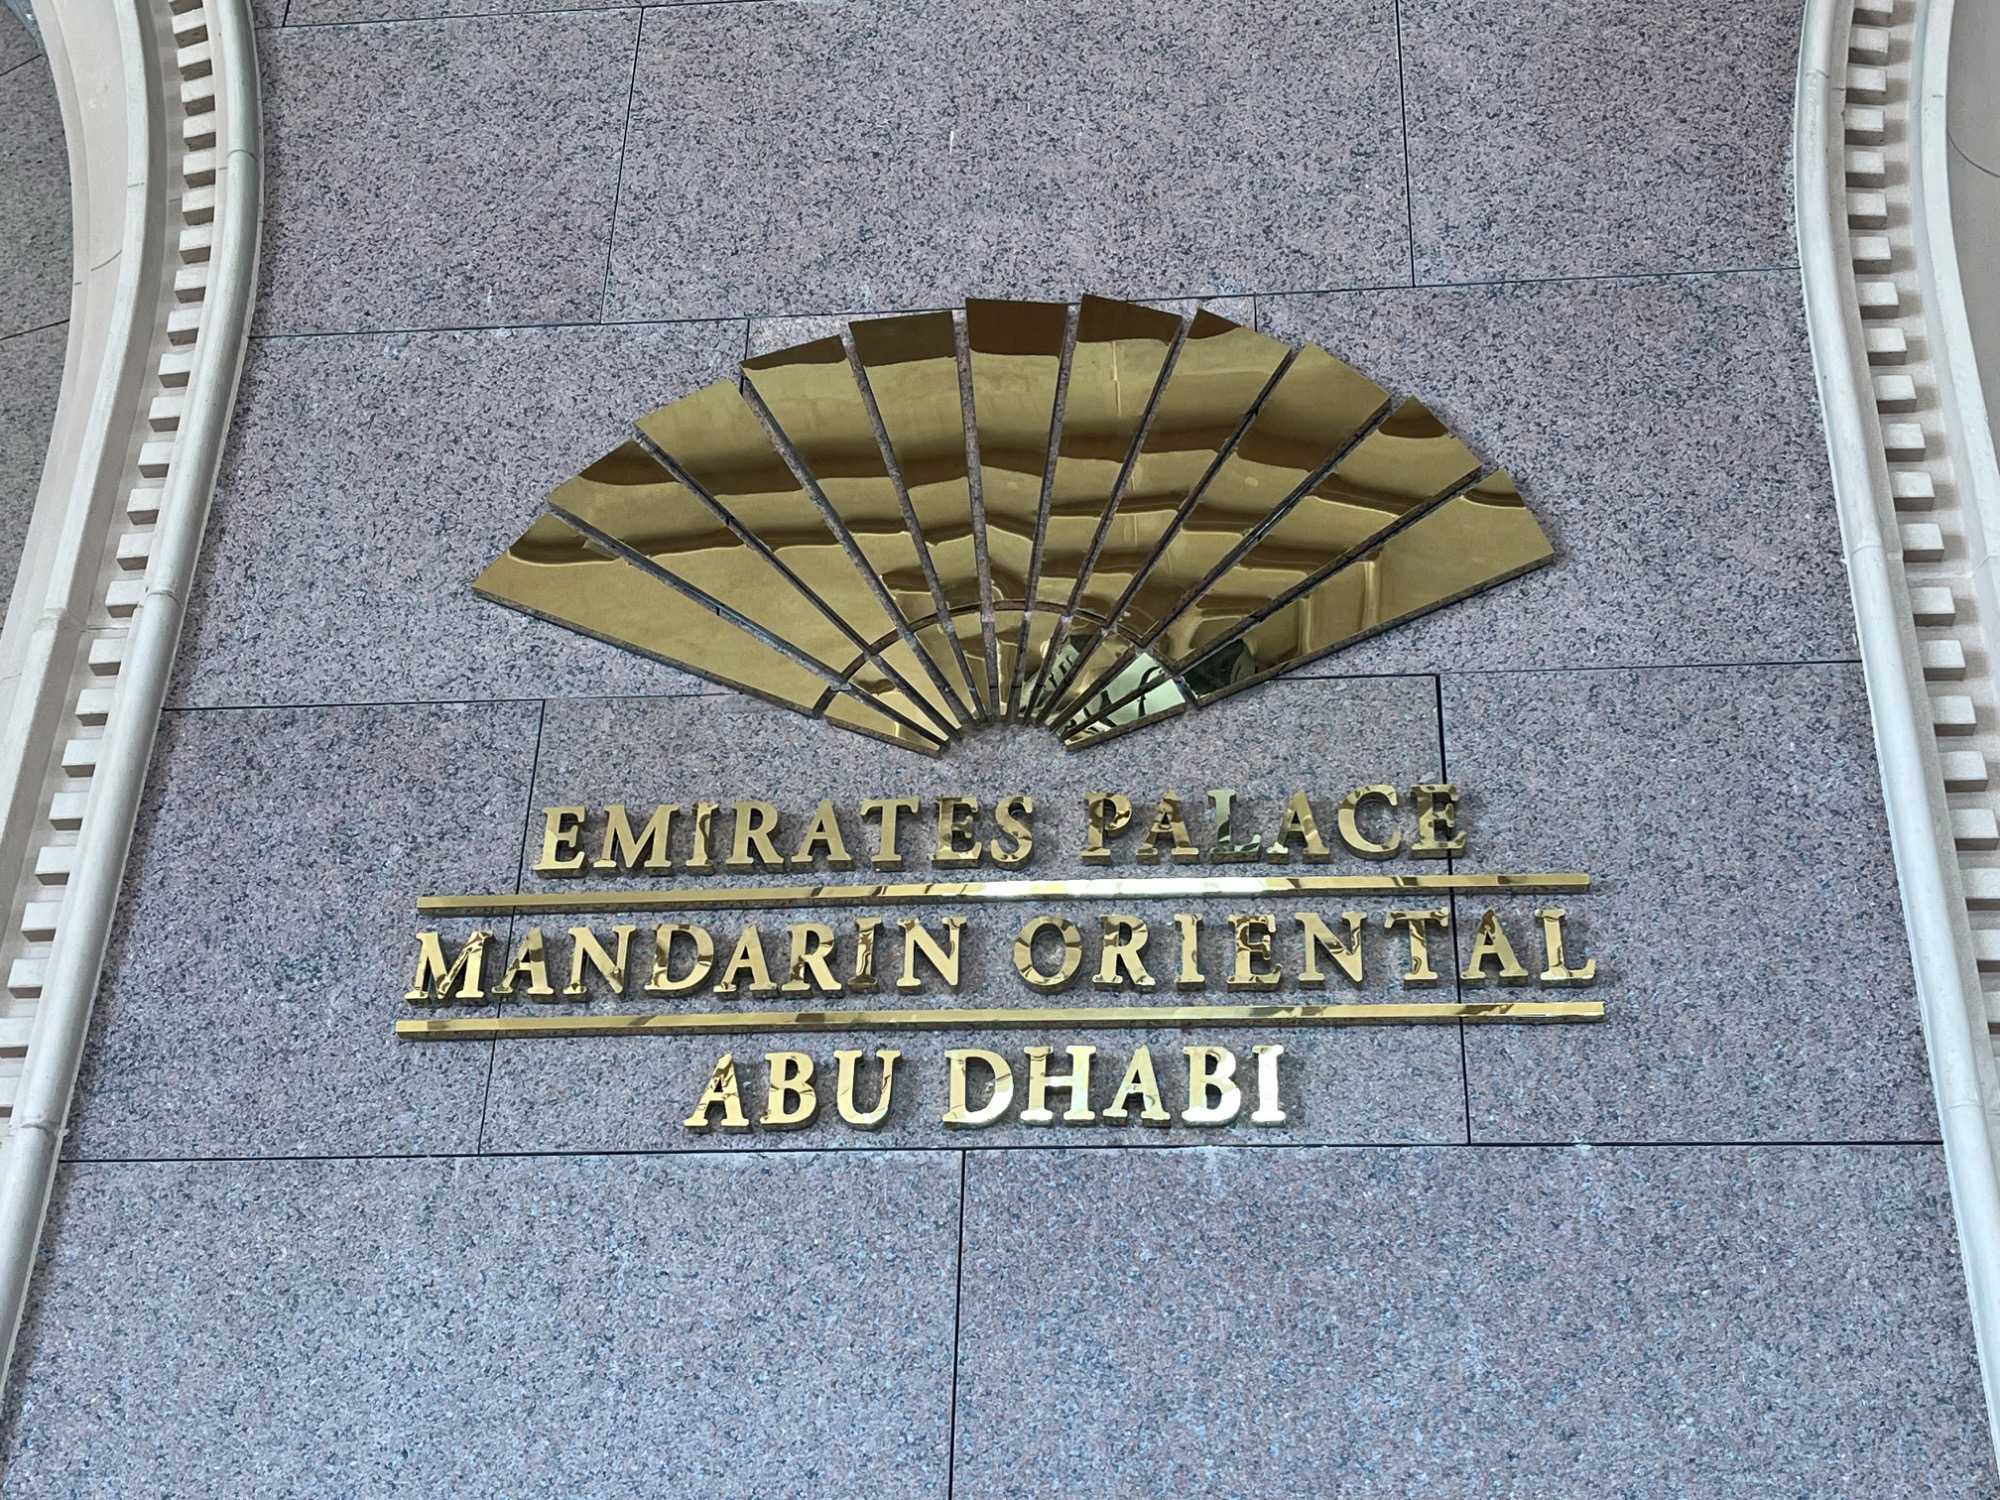 EMIRATES PALACE
MANDARIN ORIENTAL
ABU DHABI